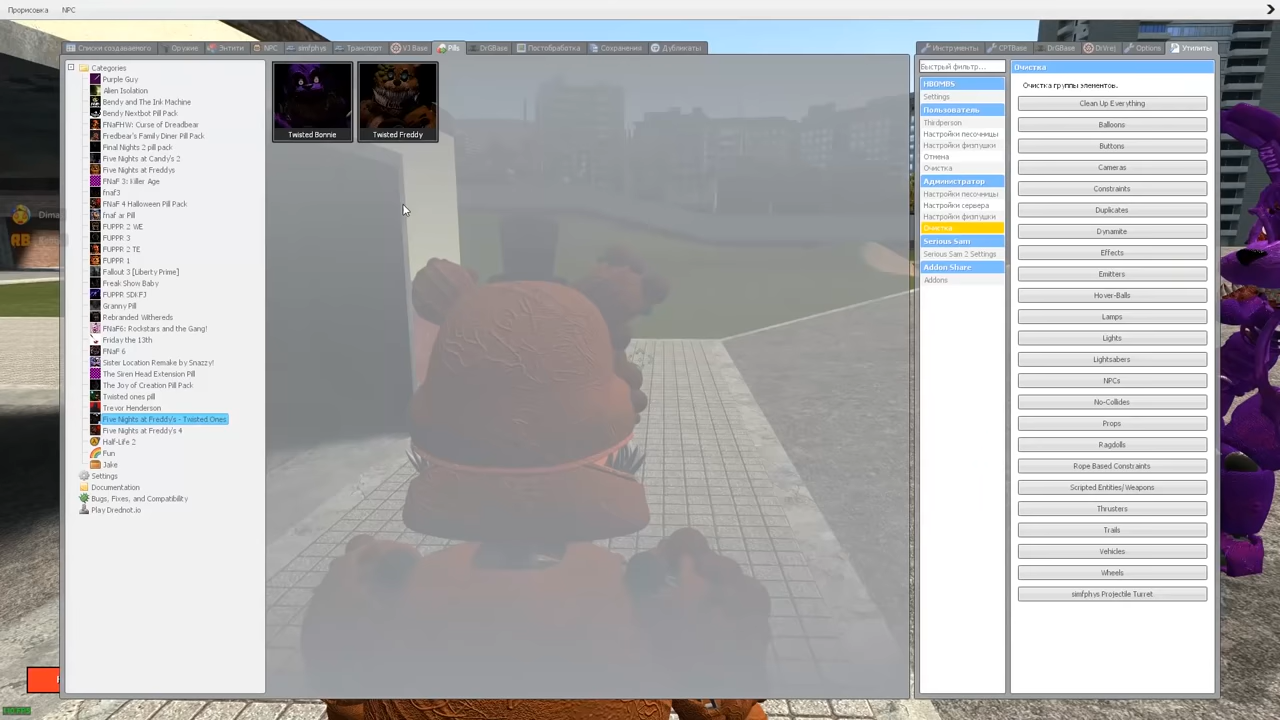 Прорисовка NPC
Списки создаваемого Оружие Энтити NPC simfphys Транспорт VJ Base Pills DrGBase Постобработка Сохранения Дубликаты
Categories
Purple Guy
Alien Isolation
Bendy and The Ink Machine
Bendy Nextbot Pill Pack
FNaFHW: Curse of Dreadbear
Fredbear's Family Diner Pill Pack
Final Nights 2 pill pack
Five Nights at Candy's 2
Five Nights at Freddys
FNaF 3: Killer Age
fnaf3
FNaF 4 Halloween Pill Pack
fnaf ar Pill
FUPPR 2 WE
FUPPR 3
FUPPR 2 TE
FUPPR 1
Fallout 3 [Liberty Prime]
Freak Show Baby
FUPPR SDLFJ
Granny Pill
Rebranded Withereds
FNaF6: Rockstars and the Gang!
Friday the 13th
FNaF 6
Sister Location Remake by Snazzy!
The Siren Head Extension Pill
The Joy of Creation Pill Pack
Twisted ones pill
Trevor Henderson
Five Nights at Freddy's - Twisted Ones
Five Nights at Freddy's 4
Half-Life 2
Fun
Jake
Settings
Documentation
Bugs, Fixes, and Compatibility
Play Drednot.io
Twisted Bonnie
Twisted Freddy
Dima
Инструменты CPTBase DrGBase DrVrej Options Утилиты
Быстрый фильтр...
HBOMBS
Settings
Пользователь
Thirdperson
Настройки песочницы
Настройки физпушки
Отмена
Очистка
Администратор
Настройки песочницы
Настройки сервера
Настройки физпушки
Очистка
Serious Sam
Serious Sam 2 Settings
Addon Share
Addons
Очистка
Очистка группы элементов.
Clean Up Everything
Balloons
Buttons
Cameras
Constraints
Duplicates
Dynamite
Effects
Emitters
Hover-Balls
Lamps
Lights
Lightsabers
NPCs
No-Collides
Props
Ragdolls
Rope Based Constraints
Scripted Entities/Weapons
Thrusters
Trails
Vehicles
Wheels
simfphys Projectile Turret